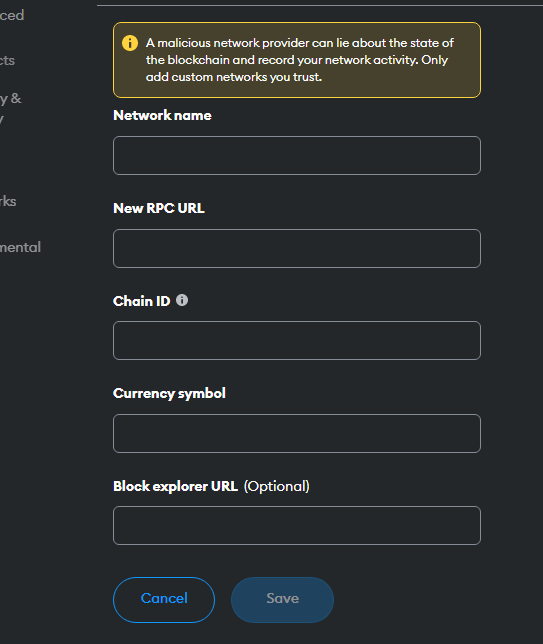 ced
A malicious network provider can lie about the state of
the blockchain and record your network activity. Only
add custom networks you trust.
cts
y &
y
Network name
rks
New RPC URL
mental
Chain ID
Currency symbol
Block explorer URL (Optional)
Cancel
Save